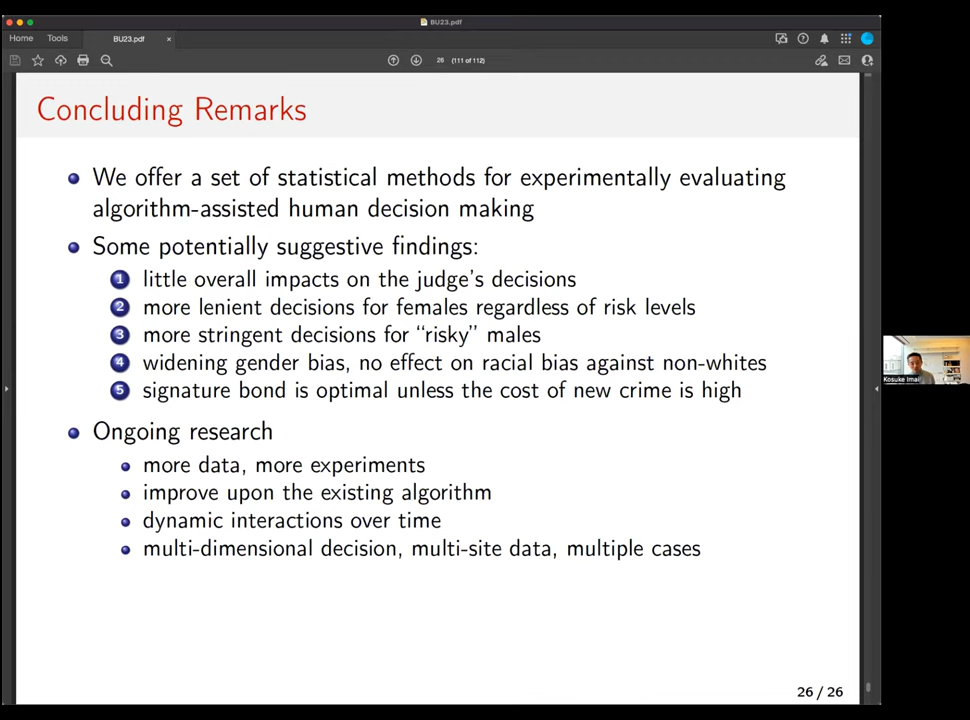 BU23.pdf
Home Tools BU23.pdf ×
26 (111 of 112)
Concluding Remarks
We offer a set of statistical methods for experimentally evaluating
algorithm-assisted human decision making
Some potentially suggestive findings:
1 little overall impacts on the judge's decisions
2 more lenient decisions for females regardless of risk levels
3 more stringent decisions for “risky” males
4 widening gender bias, no effect on racial bias against non-whites
5 signature bond is optimal unless the cost of new crime is high
Ongoing research
more data, more experiments
improve upon the existing algorithm
dynamic interactions over time
multi-dimensional decision, multi-site data, multiple cases
26 / 26
Kosuke Imai